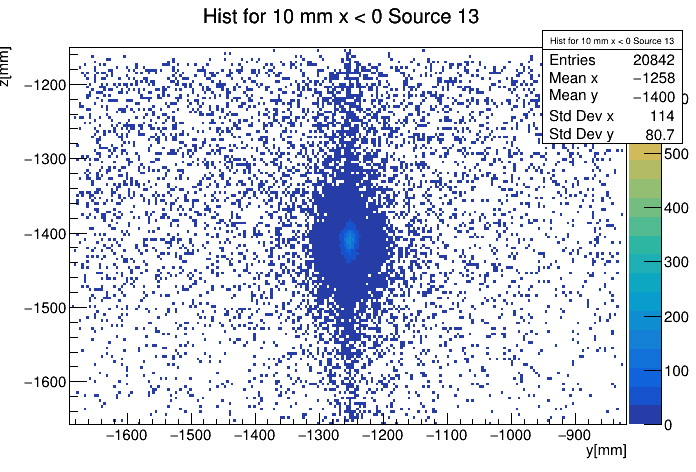 Hist for 10 mm x < 0 Source 13
Hist for 10 mm x < 0 Source 13
Entries 20842
Mean x −1258
Mean y −1400
Std Dev x 114
Std Dev y 80.7
z[mm]
−1200
−1300
−1400
−1500
−1600
0
500
400
300
200
100
0
−1600 −1500 −1400 −1300 −1200 −1100 −1000 −900
y[mm]